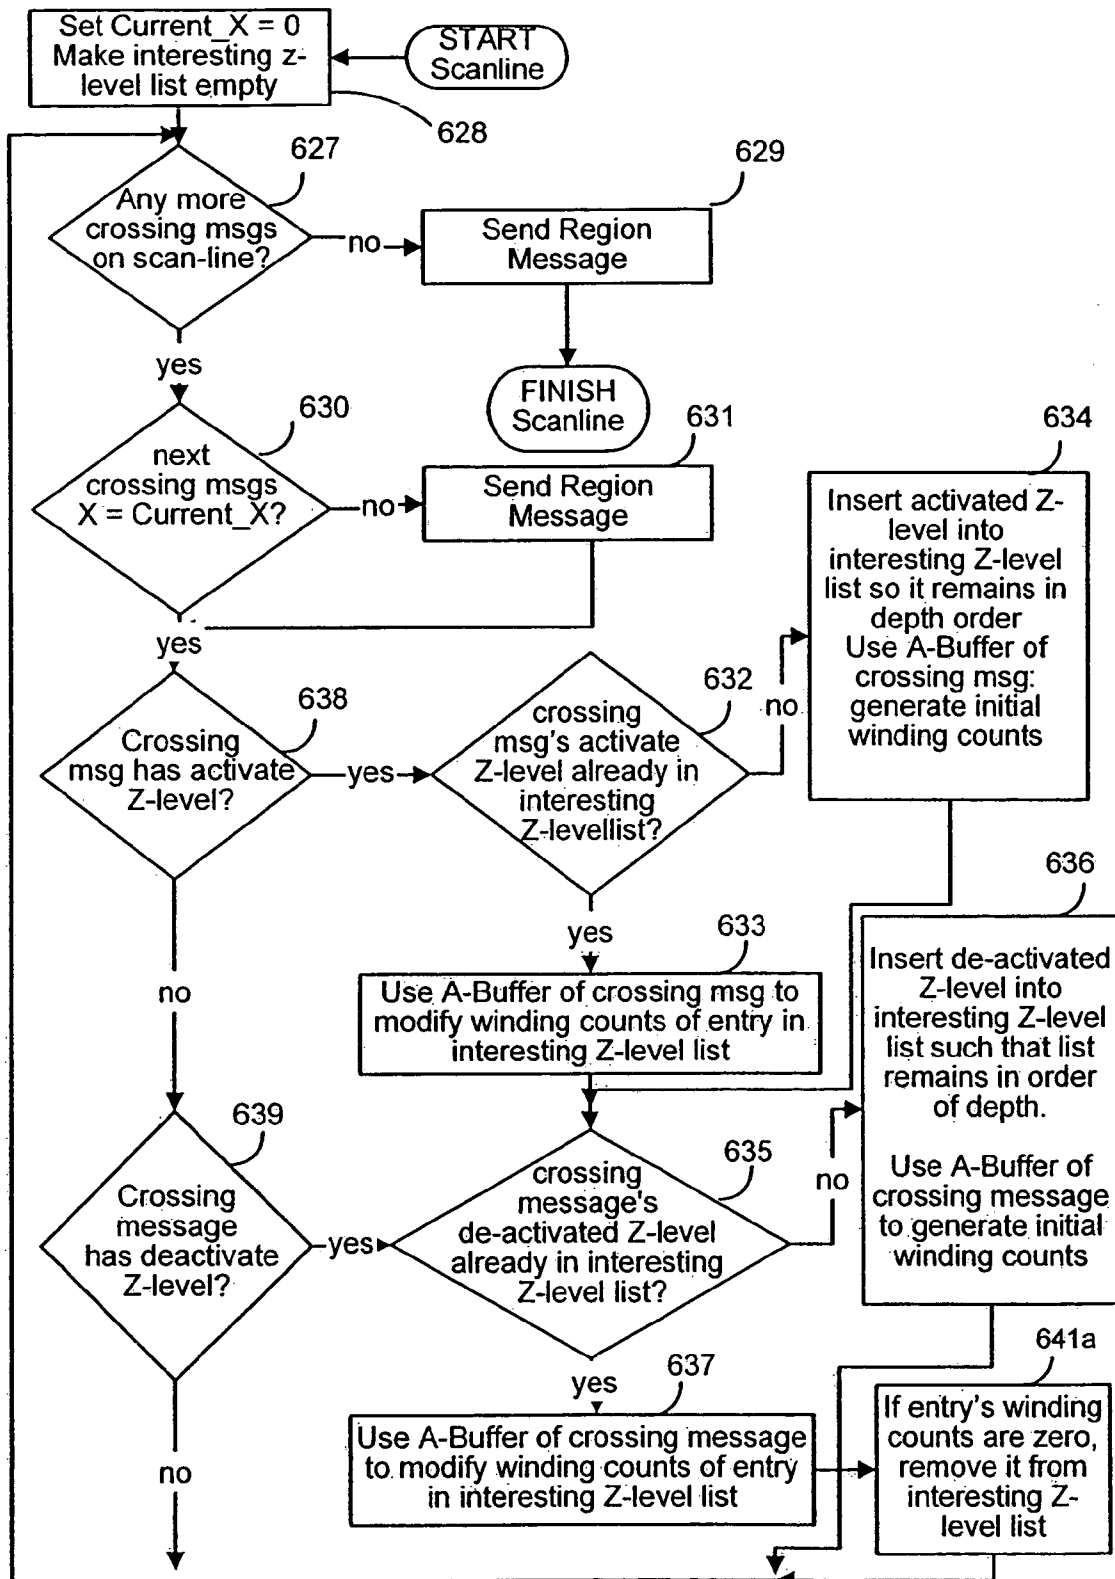 Set Current_X = 0
Make interesting z-
level list empty
START
Scanline
628
627
629
Any more
crossing msgs
on scan-line?
no
Send Region
Message
yes
FINISH
Scanline
630
631
634
next
crossing msgs
X = Current_X?
no
Send Region
Message
Insert activated Z-
level into
interesting Z-level
list so it remains in
depth order
Use A-Buffer of
crossing msg:
generate initial
winding counts
yes
638
632
no
Crossing
msg has activate
Z-level?
yes
crossing
msg's activate
Z-level already in
interesting
Z-levellist?
636
yes
633
no
Use A-Buffer of crossing msg to
modify winding counts of entry in
interesting Z-level list
Insert de-activated
Z-level into
interesting Z-level
list such that list
remains in order
of depth.
Use A-Buffer of
crossing message
to generate initial
winding counts
639
635
no
Crossing
message
has deactivate
Z-level?
yes
crossing
message's
de-activated Z-level
already in interesting
Z-level list?
641a
yes
637
no
Use A-Buffer of crossing message
to modify winding counts of entry
in interesting Z-level list
If entry's winding
counts are zero,
remove it from
interesting Z-
level list